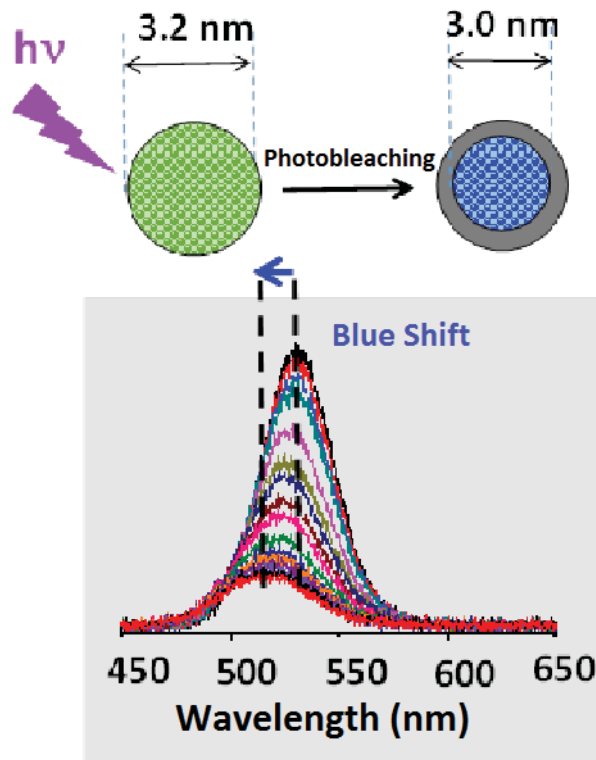 3.2 nm
3.0 nm
hν
Photobleaching
Blue Shift
450 500 550 600 650
Wavelength (nm)